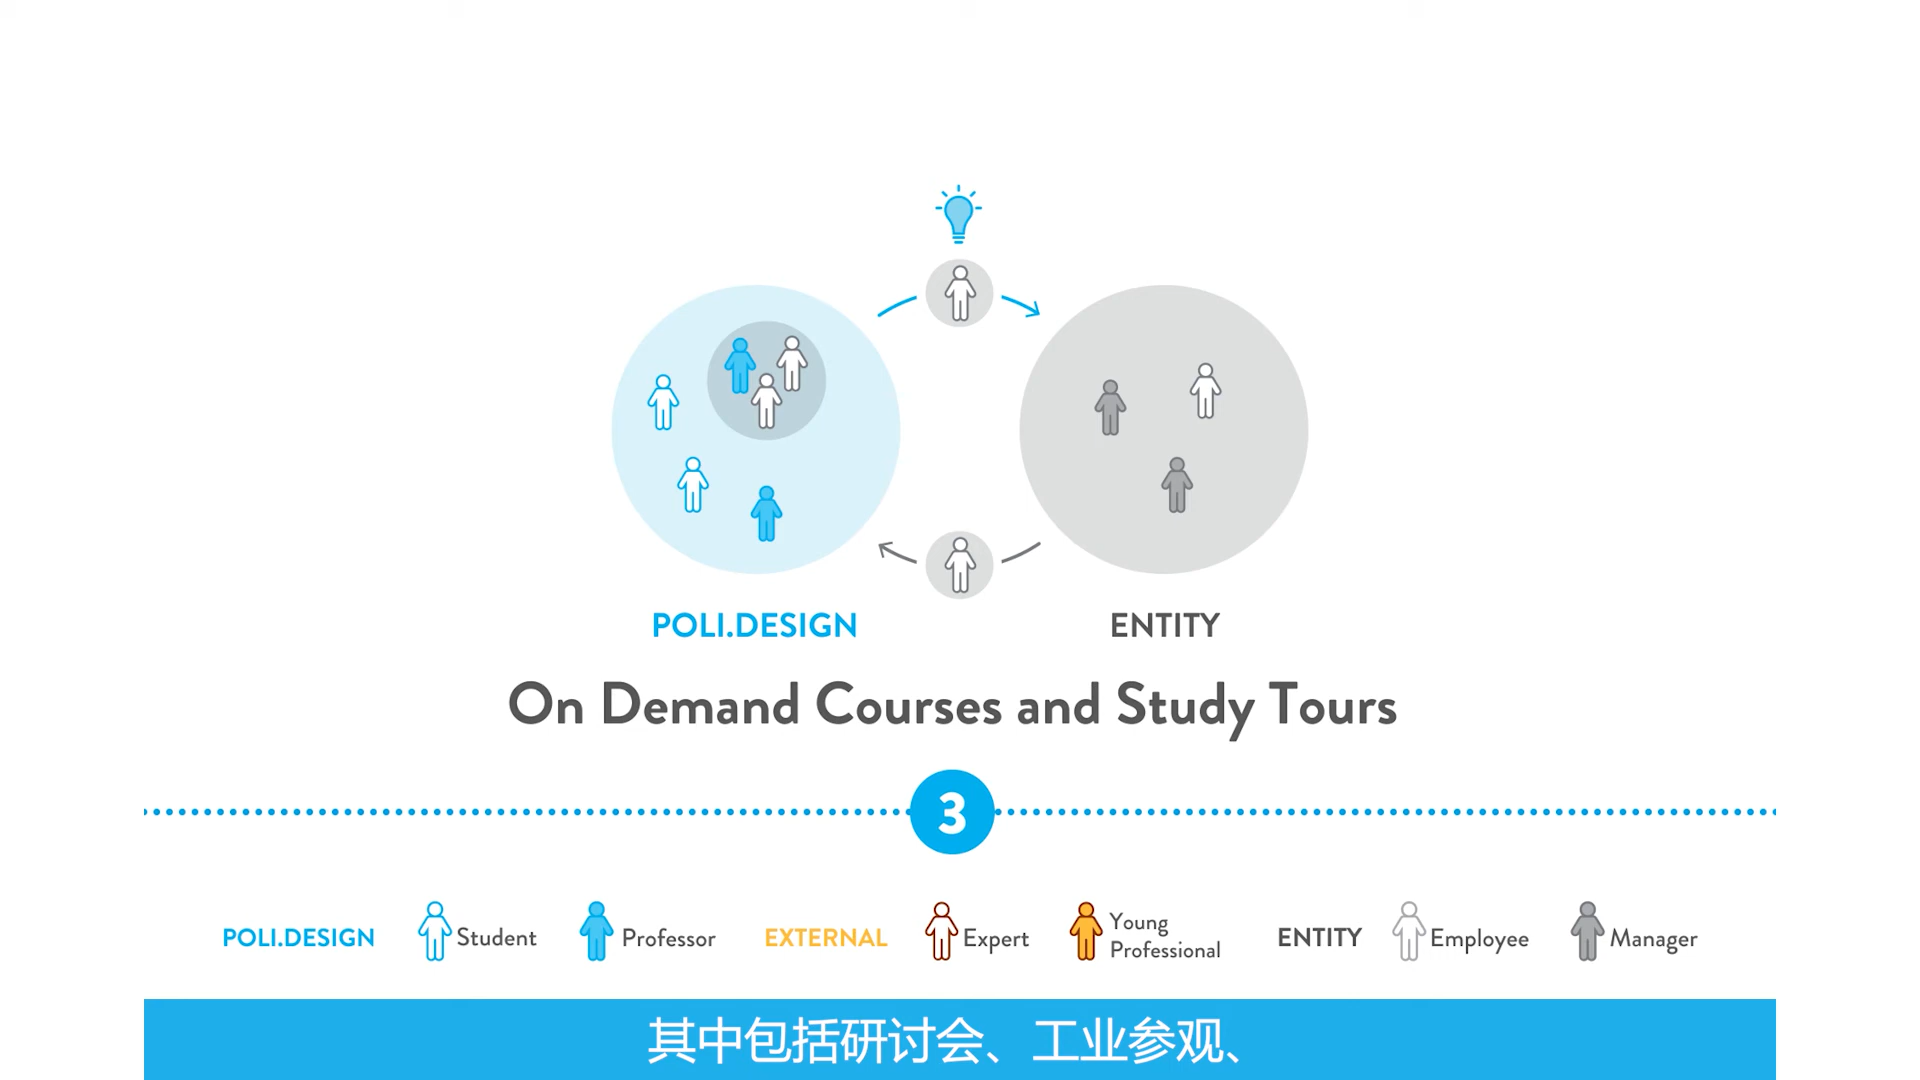 POLI.DESIGN
ENTITY
On Demand Courses and Study Tours
3
POLI.DESIGN
Student
Professor
EXTERNAL
Expert
Young
Professional
ENTITY
Employee
Manager
其中包括研讨会、工业参观、